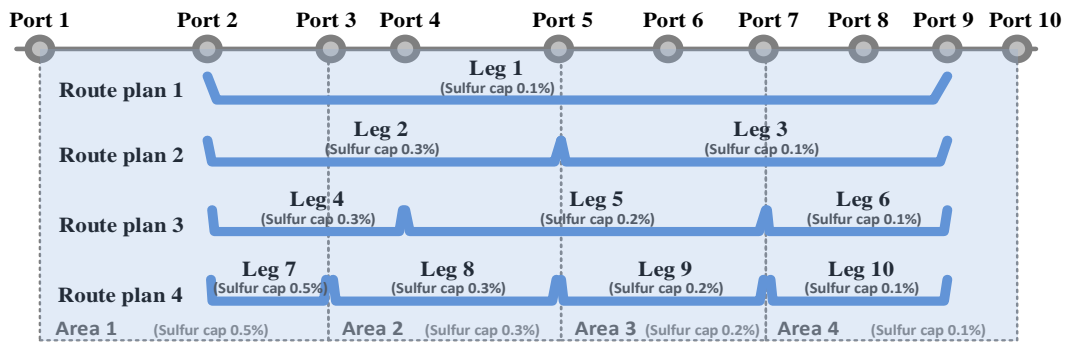 Port 1 Port 2 Port 3 Port 4 Port 5 Port 6 Port 7 Port 8 Port 9 Port 10
Route plan 1
Leg 1
(Sulfur cap 0.1%)
Route plan 2
Leg 2
(Sulfur cap 0.3%)
Leg 3
(Sulfur cap 0.1%)
Route plan 3
Leg 4
(Sulfur cap 0.3%)
Leg 5
(Sulfur cap 0.2%)
Leg 6
(Sulfur cap 0.1%)
Route plan 4
Leg 7
(Sulfur cap 0.5%)
Leg 8
(Sulfur cap 0.3%)
Leg 9
(Sulfur cap 0.2%)
Leg 10
(Sulfur cap 0.1%)
Area 1 (Sulfur cap 0.5%)
Area 2 (Sulfur cap 0.3%)
Area 3 (Sulfur cap 0.2%)
Area 4 (Sulfur cap 0.1%)